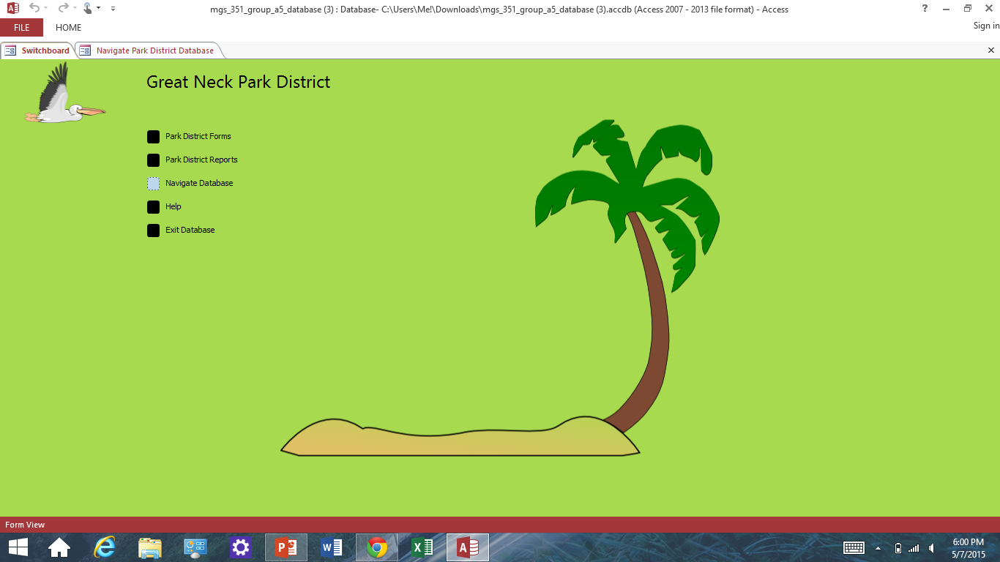 mgs_351_group_a5_database (3) : Database- C:\Users\Me!\Downloads\mgs_351_group_a5_database (3).accdb (Access 2007 - 2013 file format) - Access
?
FILE
HOME
Sign in
Switchboard
Navigate Park District Database
Great Neck Park District
Park District Forms
Park District Reports
Navigate Database
Help
Exit Database
Form View
6:00 PM
5/7/2015